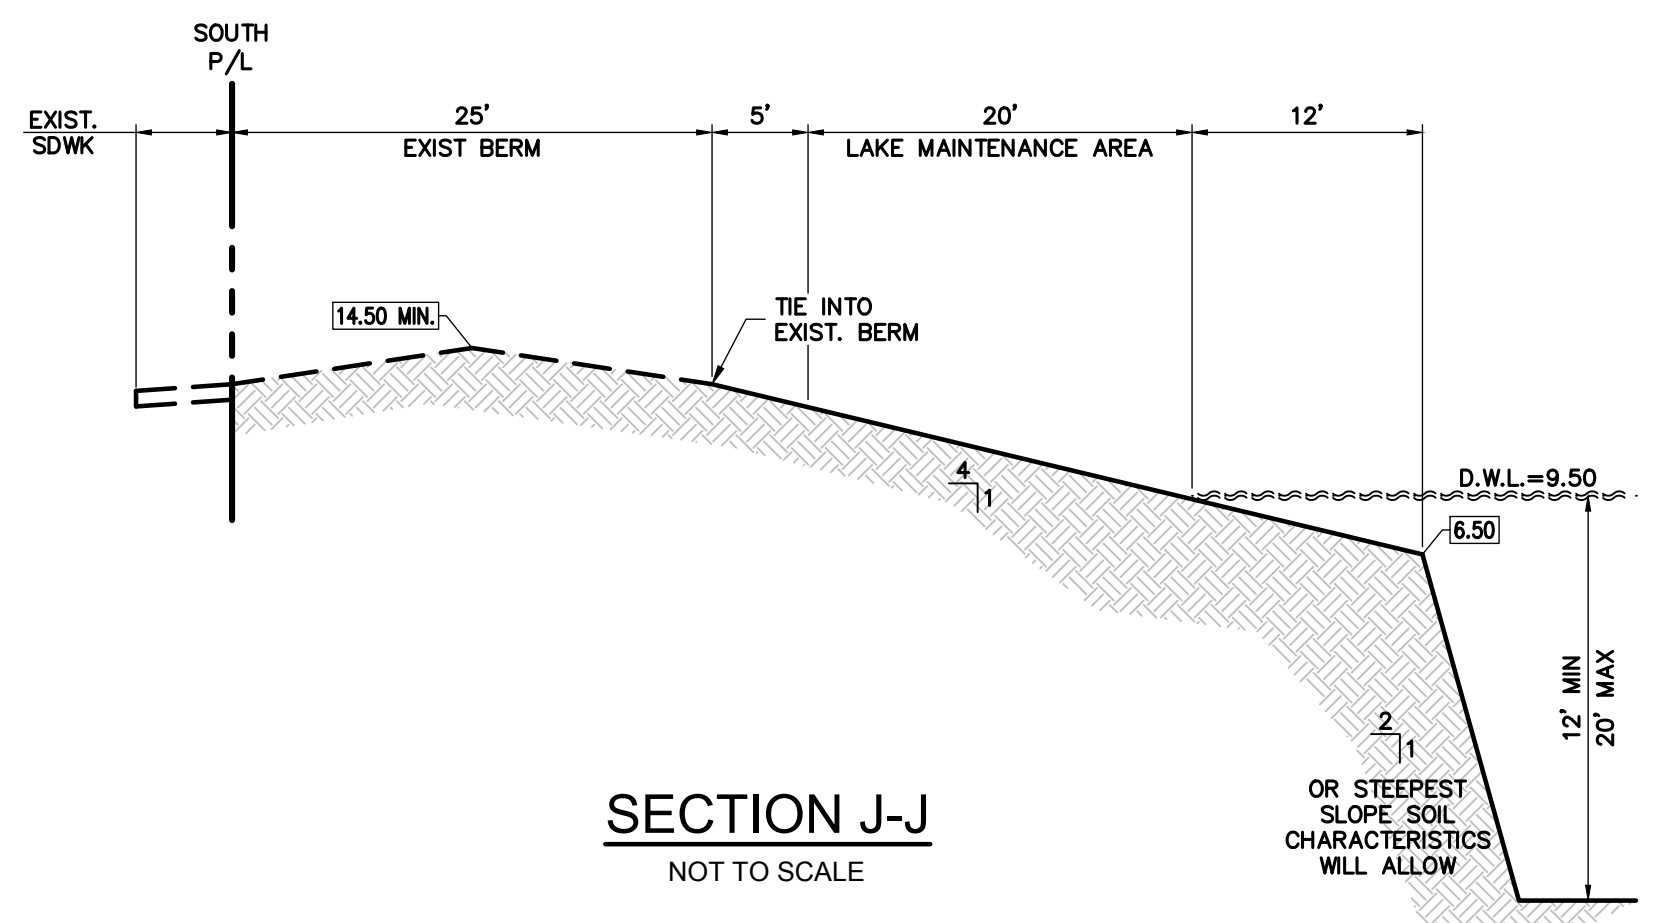 SOUTH
P/L
EXIST.
SDWK
25'
EXIST BERM
5'
20'
LAKE MAINTENANCE AREA
12'
14.50 MIN.
TIE INTO
EXIST. BERM
4
1
D.W.L.=9.50
6.50
12' MIN
20' MAX
2
1
OR STEEPEST
SLOPE SOIL
CHARACTERISTICS
WILL ALLOW
SECTION J-J
NOT TO SCALE